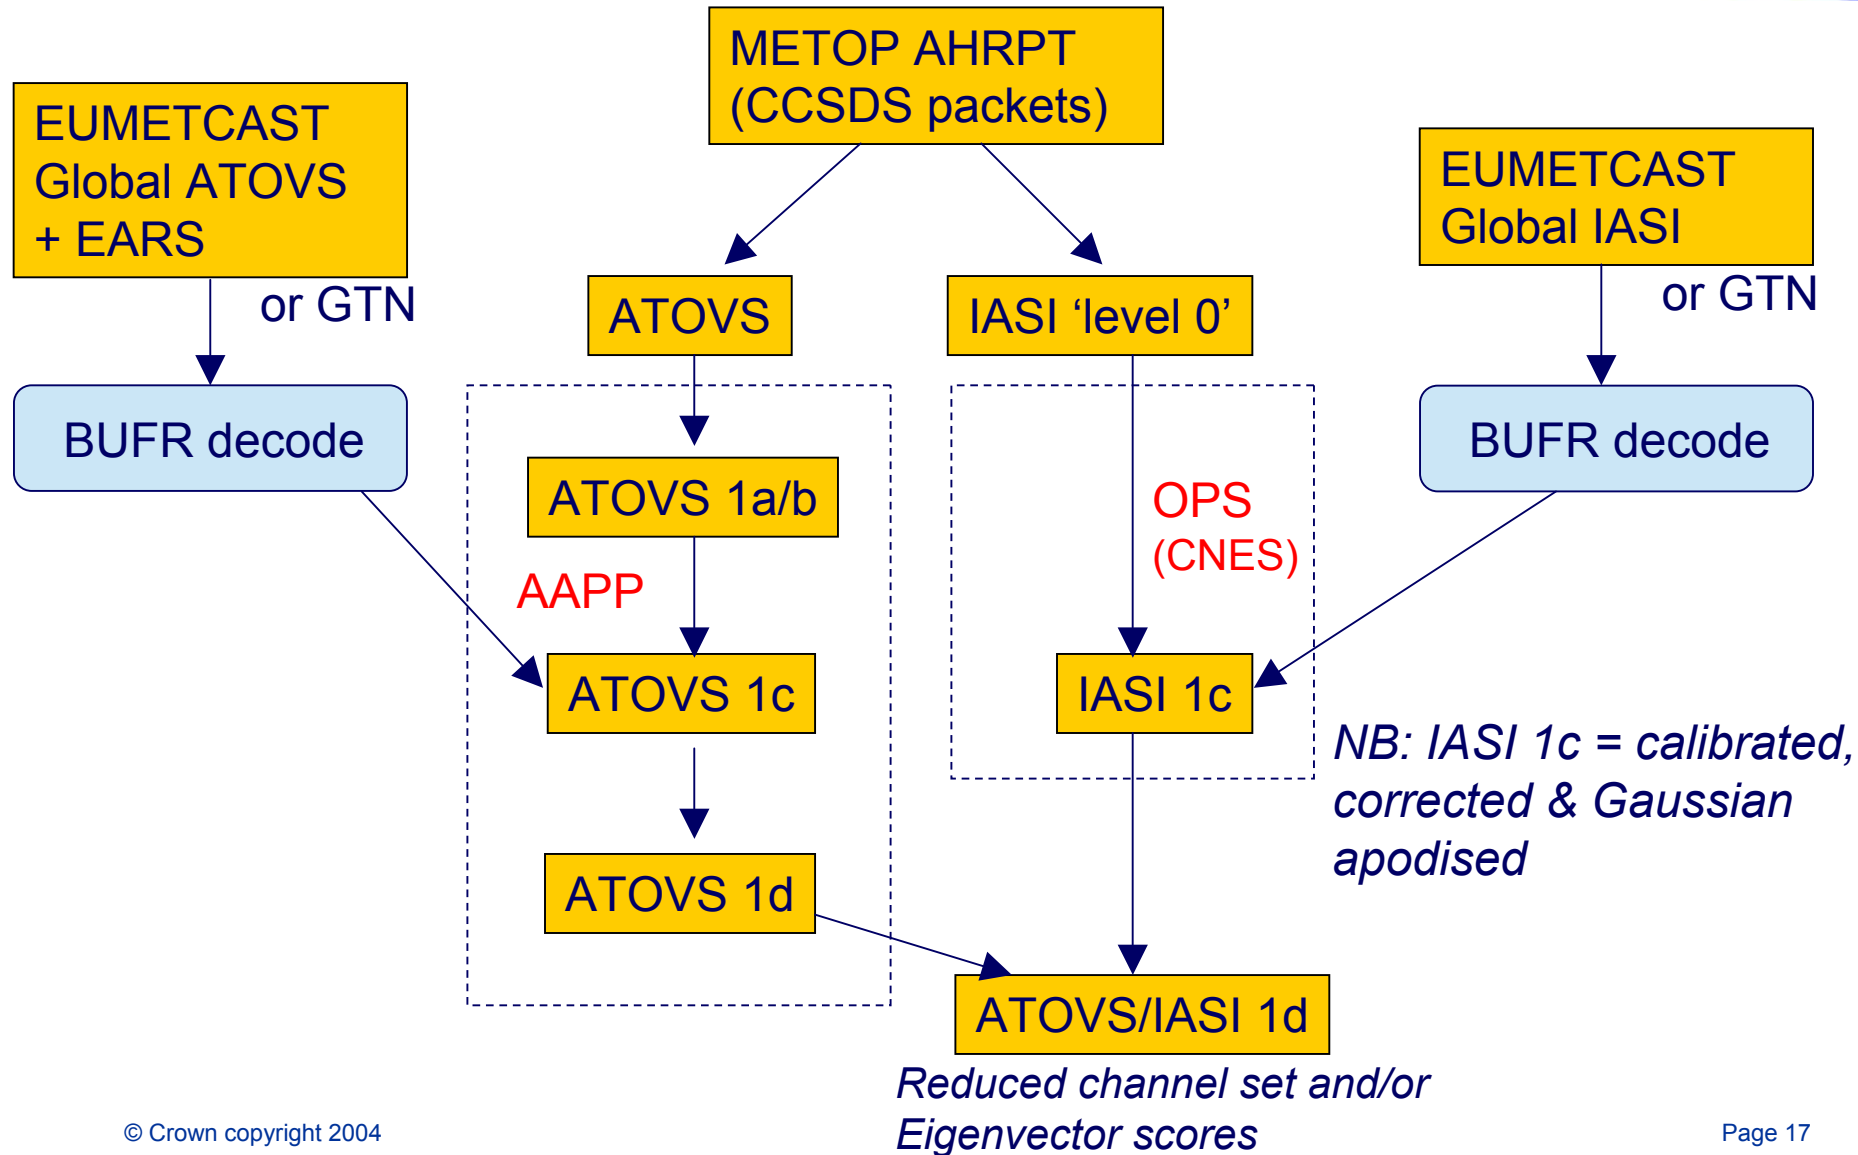 METOP AHRPT
(CCSDS packets)
EUMETCAST
Global ATOVS
+ EARS
EUMETCAST
Global IASI
or GTN
ATOVS
IASI ‘level 0’
or GTN
BUFR decode
BUFR decode
ATOVS 1a/b
OPS
(CNES)
AAPP
ATOVS 1c
IASI 1c
NB: IASI 1c = calibrated,
corrected & Gaussian
apodised
ATOVS 1d
ATOVS/IASI 1d
Reduced channel set and/or
Eigenvector scores
© Crown copyright 2004
Page 17